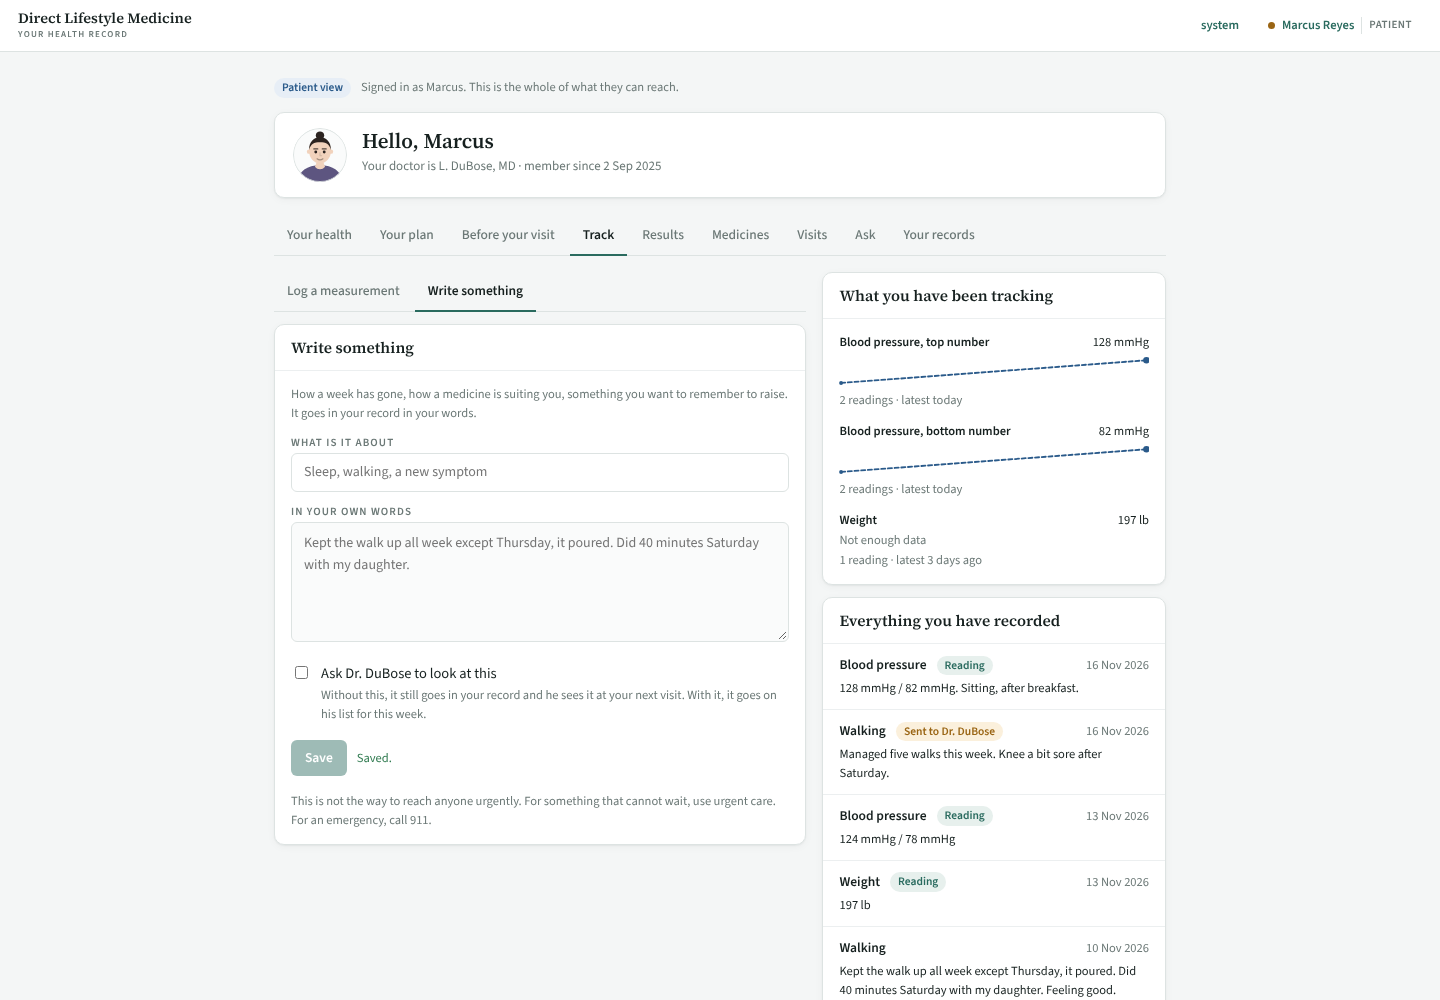 Direct Lifestyle Medicine
YOUR HEALTH RECORD
system
Marcus Reyes
PATIENT
Patient view
Signed in as Marcus. This is the whole of what they can reach.
Hello, Marcus
Your doctor is L. DuBose, MD · member since 2 Sep 2025
Your health
Your plan
Before your visit
Track
Results
Medicines
Visits
Ask
Your records
Log a measurement
Write something
Write something
How a week has gone, how a medicine is suiting you, something you want to remember to raise.
It goes in your record in your words.
WHAT IS IT ABOUT
Sleep, walking, a new symptom
IN YOUR OWN WORDS
Kept the walk up all week except Thursday, it poured. Did 40 minutes Saturday
with my daughter.
Ask Dr. DuBose to look at this
Without this, it still goes in your record and he sees it at your next visit. With it, it goes on
his list for this week.
Save
Saved.
This is not the way to reach anyone urgently. For something that cannot wait, use urgent care.
For an emergency, call 911.
What you have been tracking
Blood pressure, top number
128 mmHg
2 readings · latest today
Blood pressure, bottom number
82 mmHg
2 readings · latest today
Weight
197 lb
Not enough data
1 reading · latest 3 days ago
Everything you have recorded
Blood pressure
Reading
16 Nov 2026
128 mmHg / 82 mmHg. Sitting, after breakfast.
Walking
Sent to Dr. DuBose
16 Nov 2026
Managed five walks this week. Knee a bit sore after
Saturday.
Blood pressure
Reading
13 Nov 2026
124 mmHg / 78 mmHg
Weight
Reading
13 Nov 2026
197 lb
Walking
10 Nov 2026
Kept the walk up all week except Thursday, it poured. Did
40 minutes Saturday with my daughter. Feeling good.